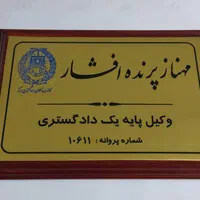 مهناز پرنده افشار
وکیل پایه یک دادگستری
شماره پروانه : ۱۰۶۱۱